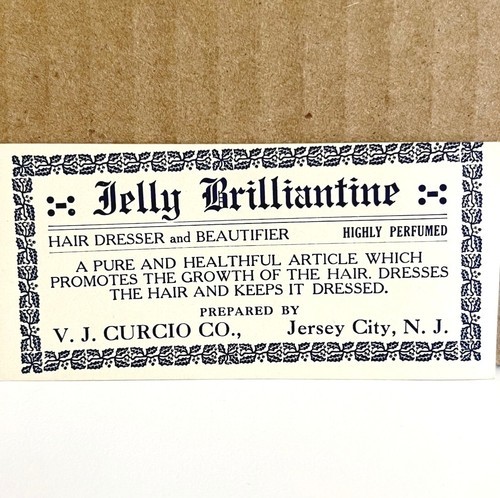 :-: Jelly Brilliantine :-:
HAIR DRESSER and BEAUTIFIER HIGHLY PERFUMED
A PURE AND HEALTHFUL ARTICLE WHICH
PROMOTES THE GROWTH OF THE HAIR. DRESSES
THE HAIR AND KEEPS IT DRESSED.
PREPARED BY
V. J. CURCIO CO., Jersey City, N. J.